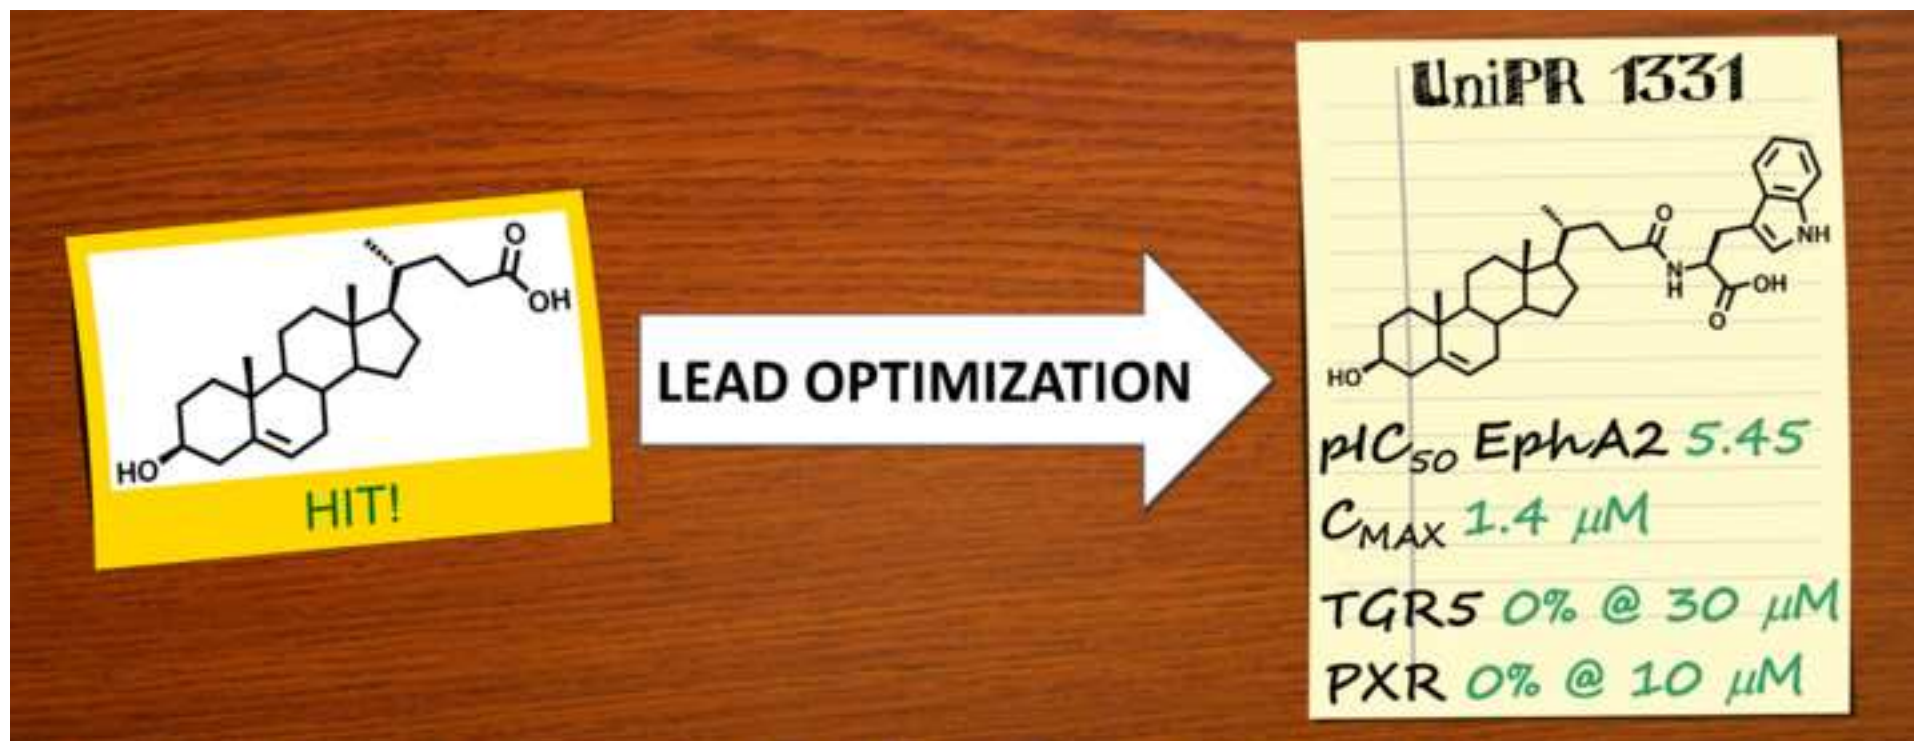 O
OH
HO
HIT!
LEAD OPTIMIZATION
UniPR 1331
NH
O
N
H
OH
O
HO
pIC50 EphA2 5.45
CMAX 1.4 μM
TGR5 0% @ 30 μM
PXR 0% @ 10 μM